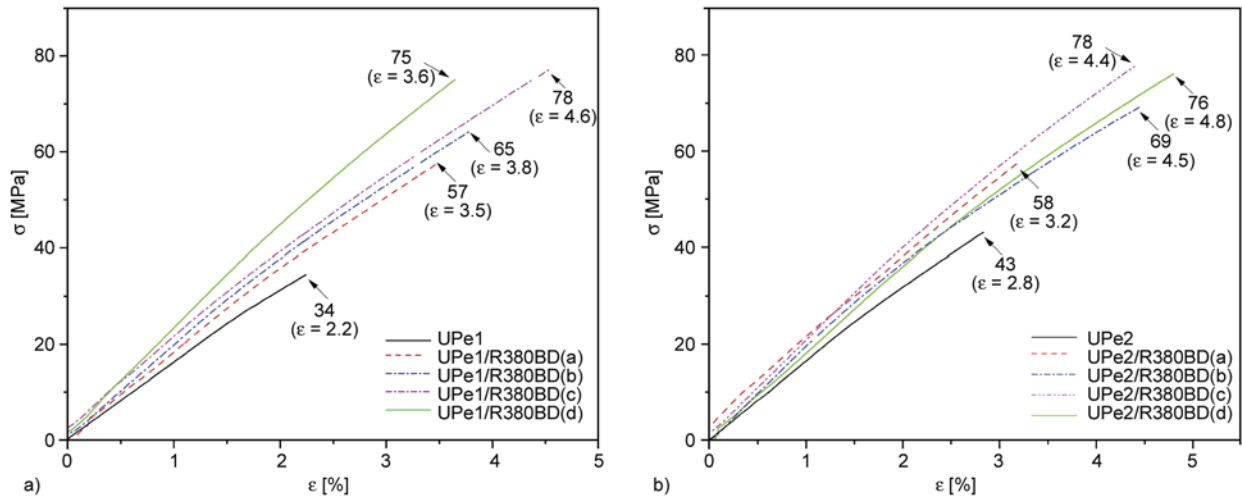 80
60
40
20
0
σ [MPa]
75
(ε = 3.6)
78
(ε = 4.6)
65
(ε = 3.8)
57
(ε = 3.5)
34
(ε = 2.2)
UPe1
UPe1/R380BD(a)
UPe1/R380BD(b)
UPe1/R380BD(c)
UPe1/R380BD(d)
0 1 2 3 4 5
a) ε [%]
80
60
40
20
0
σ [MPa]
78
(ε = 4.4)
76
(ε = 4.8)
69
(ε = 4.5)
58
(ε = 3.2)
43
(ε = 2.8)
UPe2
UPe2/R380BD(a)
UPe2/R380BD(b)
UPe2/R380BD(c)
UPe2/R380BD(d)
0 1 2 3 4 5
b) ε [%]